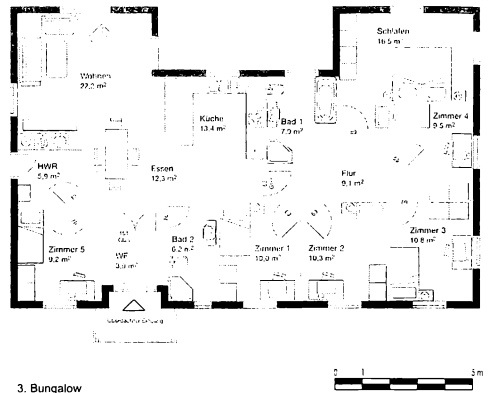 Schlafen
16,5 m²
Wohnen
22,0 m²
Küche
13,4 m²
Bad 1
7,9 m²
Zimmer 4
9,5 m²
HWR
5,9 m²
Essen
12,3 m²
Flur
9,1 m²
Zimmer 5
9,2 m²
WF
Bad 2
6,2 m²
Zimmer 1
10,0 m²
Zimmer 2
10,3 m²
Zimmer 3
10,8 m²
0 1 5 m
3. Bungalow